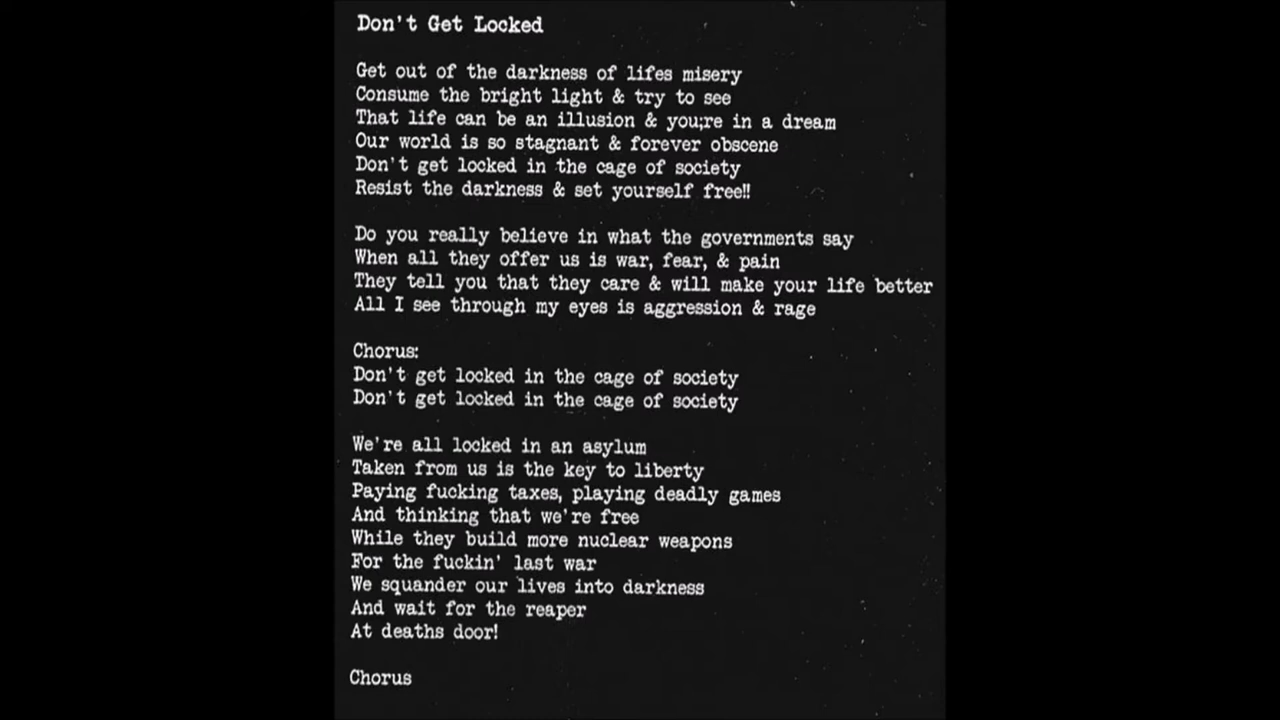 Don't Get Locked
Get out of the darkness of lifes misery
Consume the bright light & try to see
That life can be an illusion & you;re in a dream
Our world is so stagnant & forever obscene
Don't get locked in the cage of society
Resist the darkness & set yourself free!!
Do you really believe in what the governments say
When all they offer us is war, fear, & pain
They tell you that they care & will make your life better
All I see through my eyes is aggression & rage
Chorus:
Don't get locked in the cage of society
Don't get locked in the cage of society
We're all locked in an asylum
Taken from us is the key to liberty
Paying fucking taxes, playing deadly games
And thinking that we're free
While they build more nuclear weapons
For the fuckin' last war
We squander our lives into darkness
And wait for the reaper
At deaths door!
Chorus